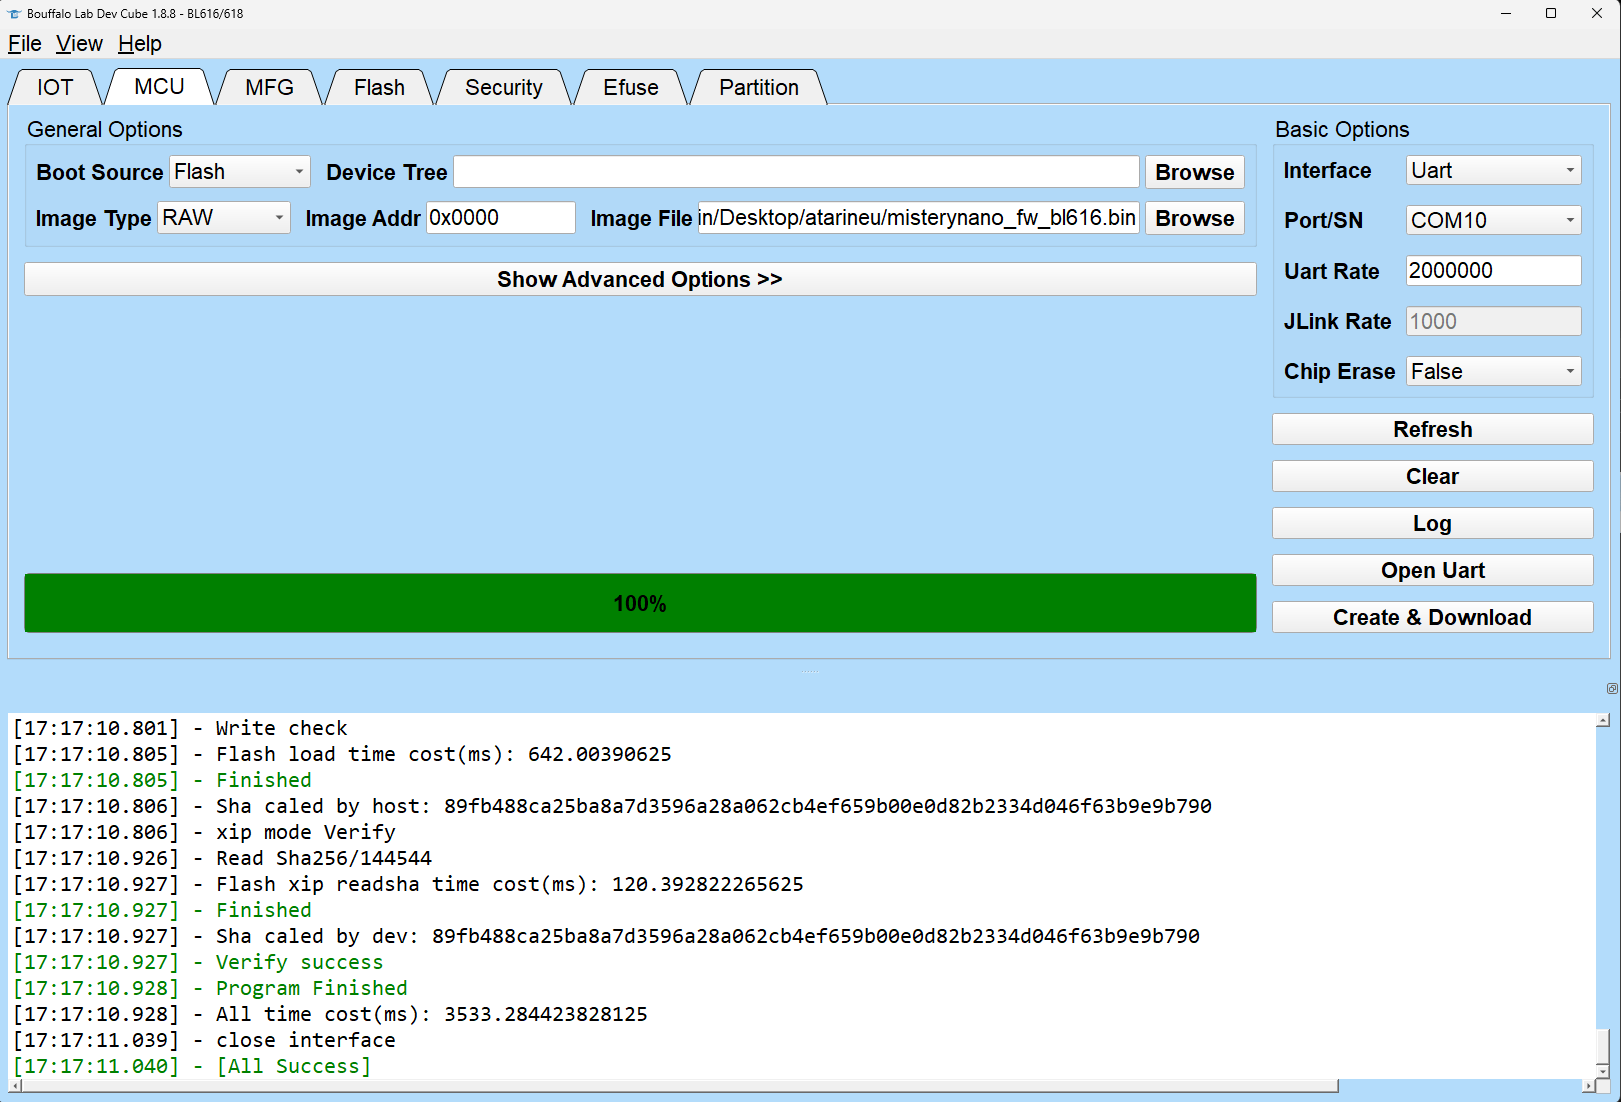 Bouffalo Lab Dev Cube 1.8.8 - BL616/618
File View Help
IOT MCU MFG Flash Security Efuse Partition
General Options
Boot Source Flash Device Tree Browse
Image Type RAW Image Addr 0x0000 Image File in/Desktop/atarineu/misterynano_fw_bl616.bin Browse
Show Advanced Options >>
100%
Basic Options
Interface Uart
Port/SN COM10
Uart Rate 2000000
JLink Rate 1000
Chip Erase False
Refresh
Clear
Log
Open Uart
Create & Download
[17:17:10.801] - Write check
[17:17:10.805] - Flash load time cost(ms): 642.00390625
[17:17:10.805] - Finished
[17:17:10.806] - Sha caled by host: 89fb488ca25ba8a7d3596a28a062cb4ef659b00e0d82b2334d046f63b9e9b790
[17:17:10.806] - xip mode Verify
[17:17:10.926] - Read Sha256/144544
[17:17:10.927] - Flash xip readsha time cost(ms): 120.392822265625
[17:17:10.927] - Finished
[17:17:10.927] - Sha caled by dev: 89fb488ca25ba8a7d3596a28a062cb4ef659b00e0d82b2334d046f63b9e9b790
[17:17:10.927] - Verify success
[17:17:10.928] - Program Finished
[17:17:10.928] - All time cost(ms): 3533.284423828125
[17:17:11.039] - close interface
[17:17:11.040] - [All Success]